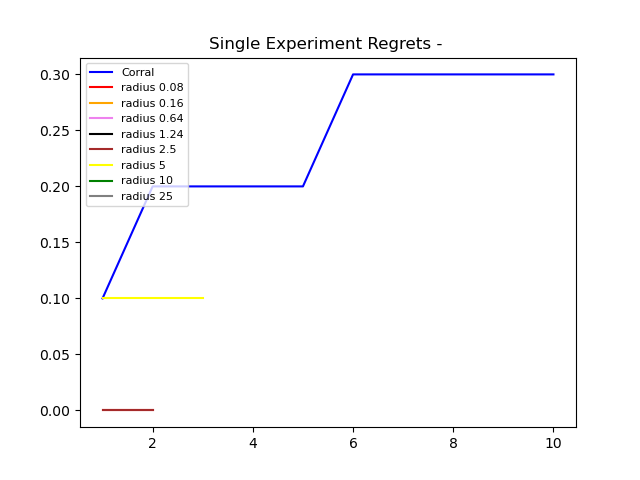 Single Experiment Regrets -
Corral
radius 0.08
radius 0.16
radius 0.64
radius 1.24
radius 2.5
radius 5
radius 10
radius 25
0.30
0.25
0.20
0.15
0.10
0.05
0.00
2 4 6 8 10